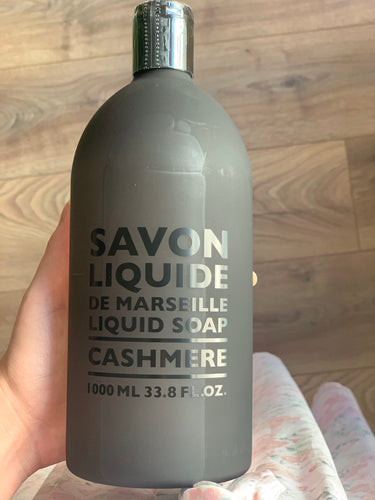 SAVON
LIQUIDE
DE MARSEILLE
LIQUID SOAP
CASHMERE
1000 ML 33.8 FL.OZ.